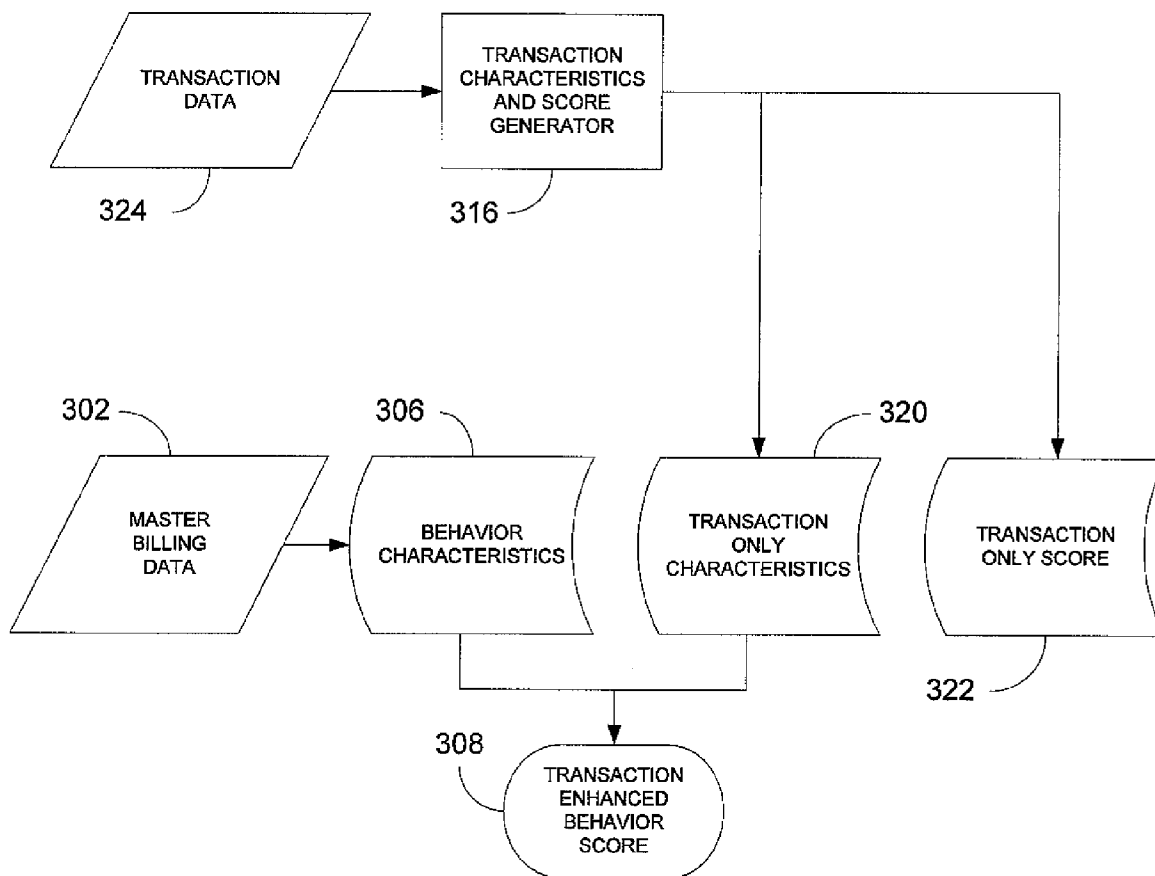 TRANSACTION
DATA
TRANSACTION
CHARACTERISTICS
AND SCORE
GENERATOR
324
316
302
306
320
MASTER
BILLING
DATA
BEHAVIOR
CHARACTERISTICS
TRANSACTION
ONLY
CHARACTERISTICS
TRANSACTION
ONLY SCORE
322
308
TRANSACTION
ENHANCED
BEHAVIOR
SCORE